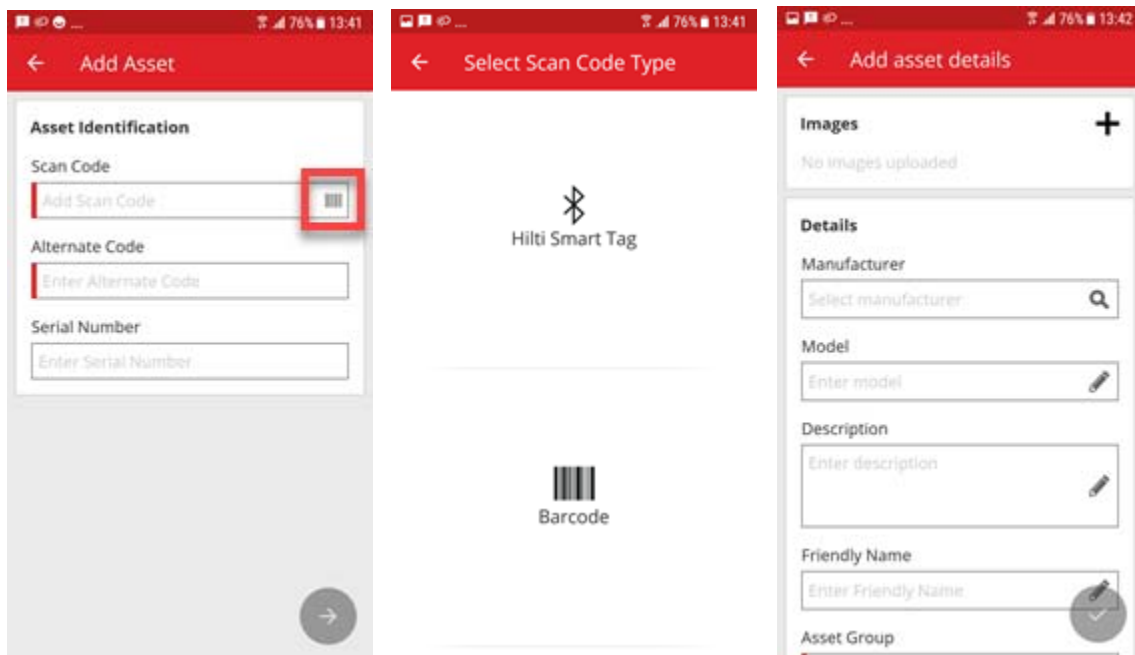 ... 76% 13:41
Add Asset
Asset Identification
Scan Code
Add Scan Code
Alternate Code
Enter Alternate Code
Serial Number
Enter Serial Number
... 76% 13:41
Select Scan Code Type
Hilti Smart Tag
Barcode
... 76% 13:42
Add asset details
Images
No images uploaded
Details
Manufacturer
Select manufacturer
Model
Enter model
Description
Enter description
Friendly Name
Enter Friendly Name
Asset Group